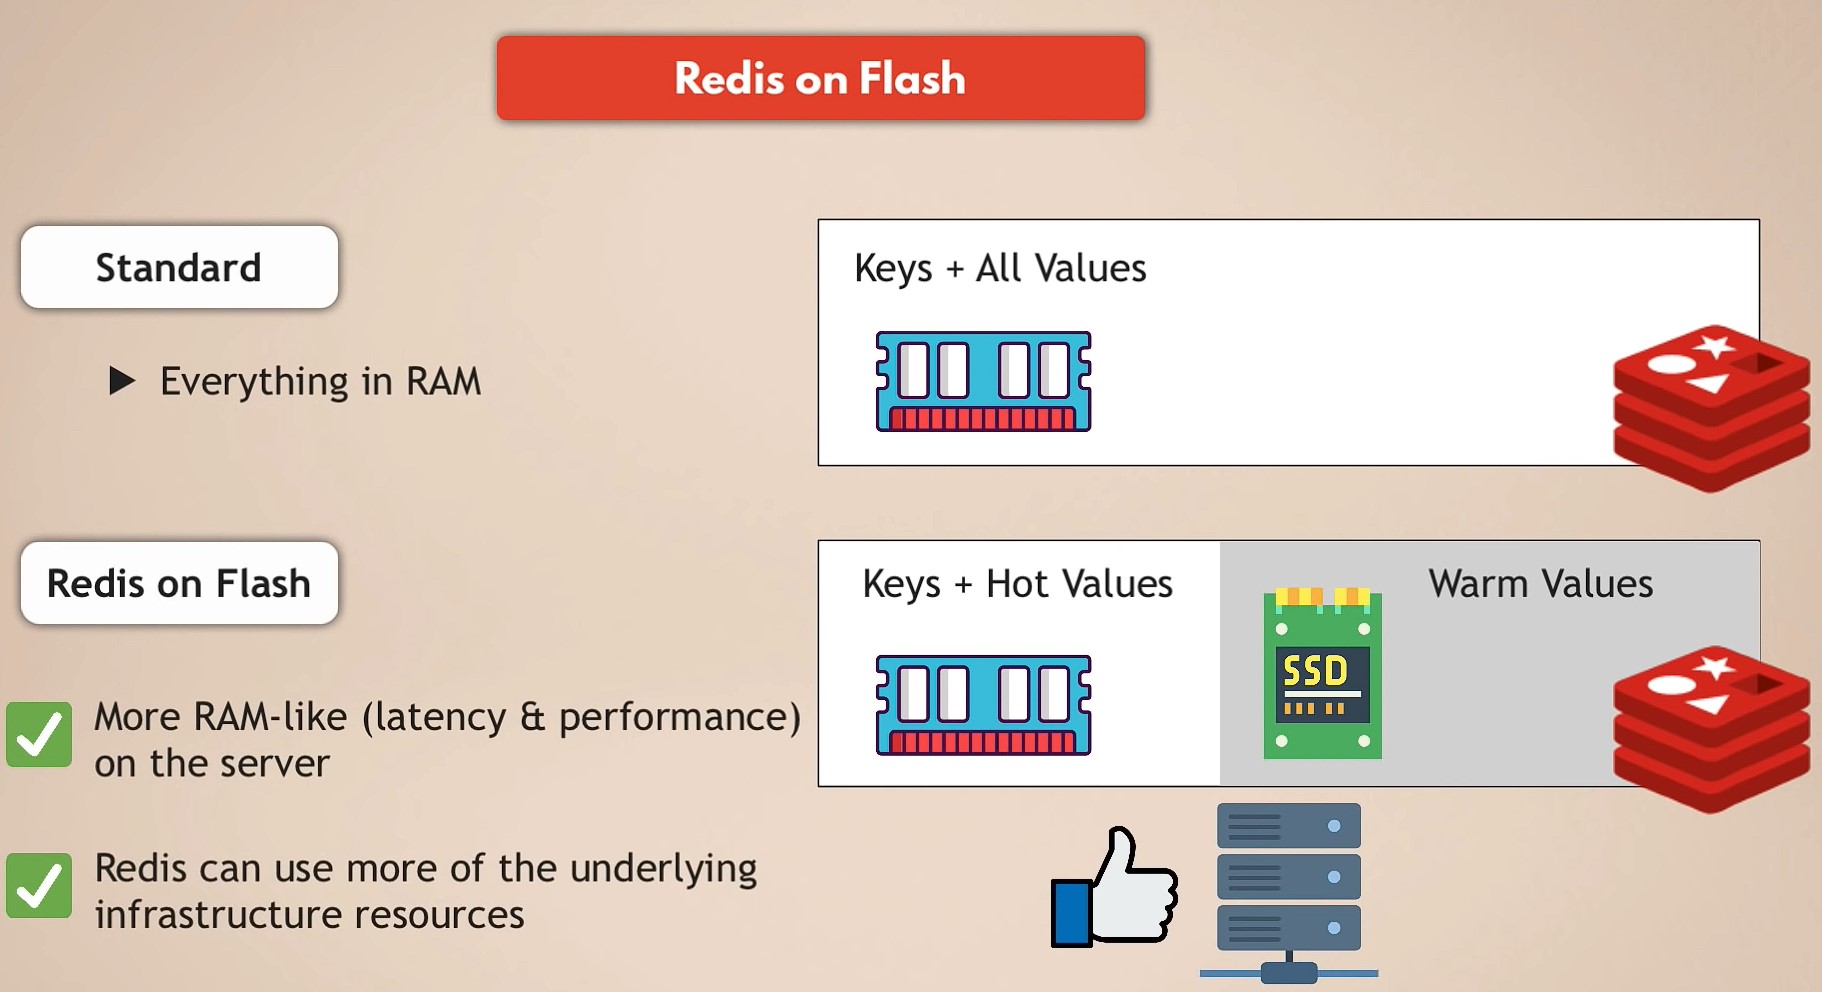 Redis on Flash
Standard
Everything in RAM
Keys + All Values
Redis on Flash
Keys + Hot Values
SSD
Warm Values
More RAM-like (latency & performance)
on the server
Redis can use more of the underlying
infrastructure resources